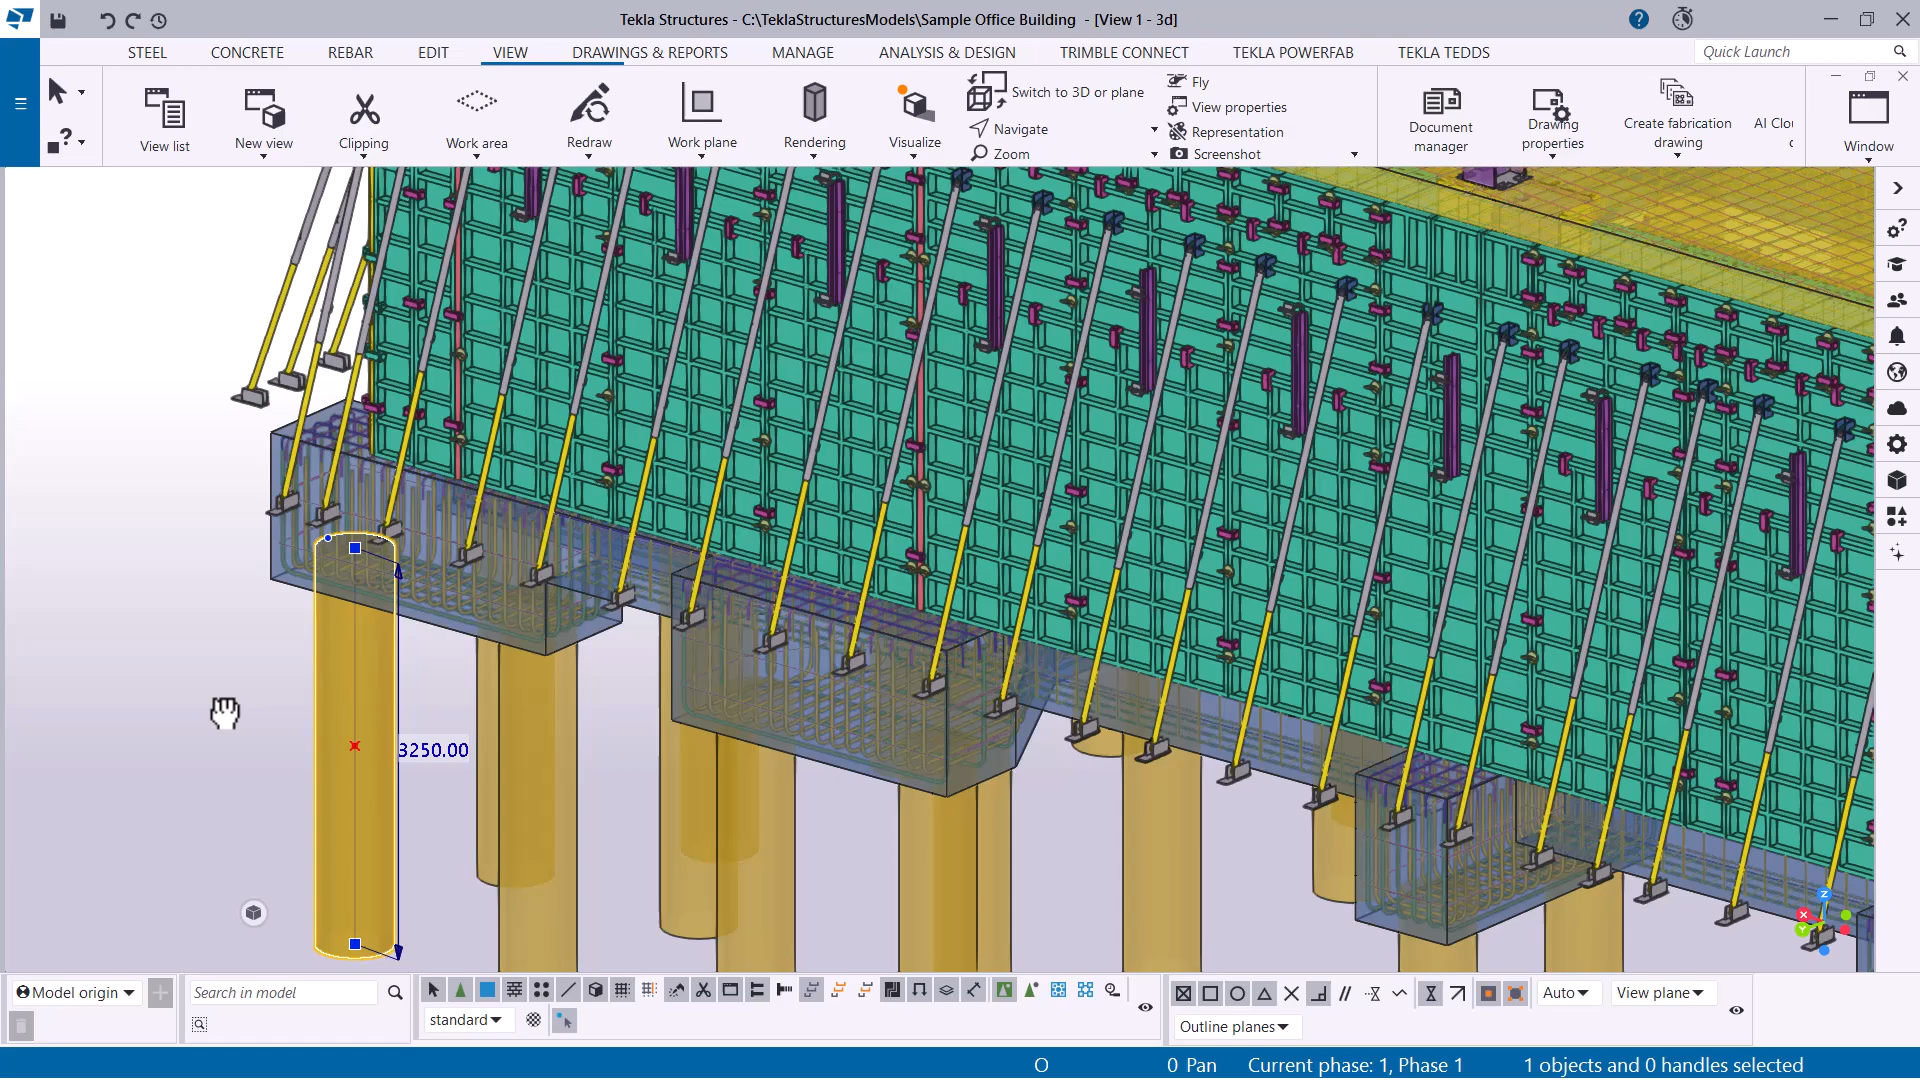 Tekla Structures - C:\TeklaStructuresModels\Sample Office Building - [View 1 - 3d]
STEEL CONCRETE REBAR EDIT VIEW DRAWINGS & REPORTS MANAGE ANALYSIS & DESIGN TRIMBLE CONNECT TEKLA POWERFAB TEKLA TEDDS
Quick Launch
View list
New view
Clipping
Work area
Redraw
Work plane
Rendering
Visualize
Switch to 3D or plane
Navigate
Zoom
Fly
View properties
Representation
Screenshot
Document
manager
Drawing
properties
Create fabrication
drawing
AI Clou
Window
3250.00
Z
X
Y
Model origin
Search in model
standard
Auto
View plane
Outline planes
O
0 Pan
Current phase: 1, Phase 1
1 objects and 0 handles selected